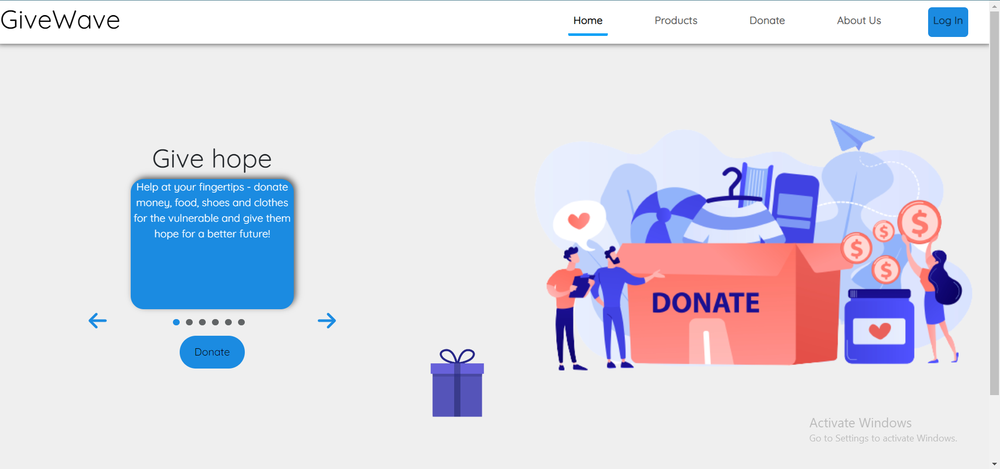 GiveWave
Home
Products
Donate
About Us
Log In
Give hope
Help at your fingertips - donate
money, food, shoes and clothes
for the vulnerable and give them
hope for a better future!
Donate
DONATE
$
$
$
$
Activate Windows
Go to Settings to activate Windows.